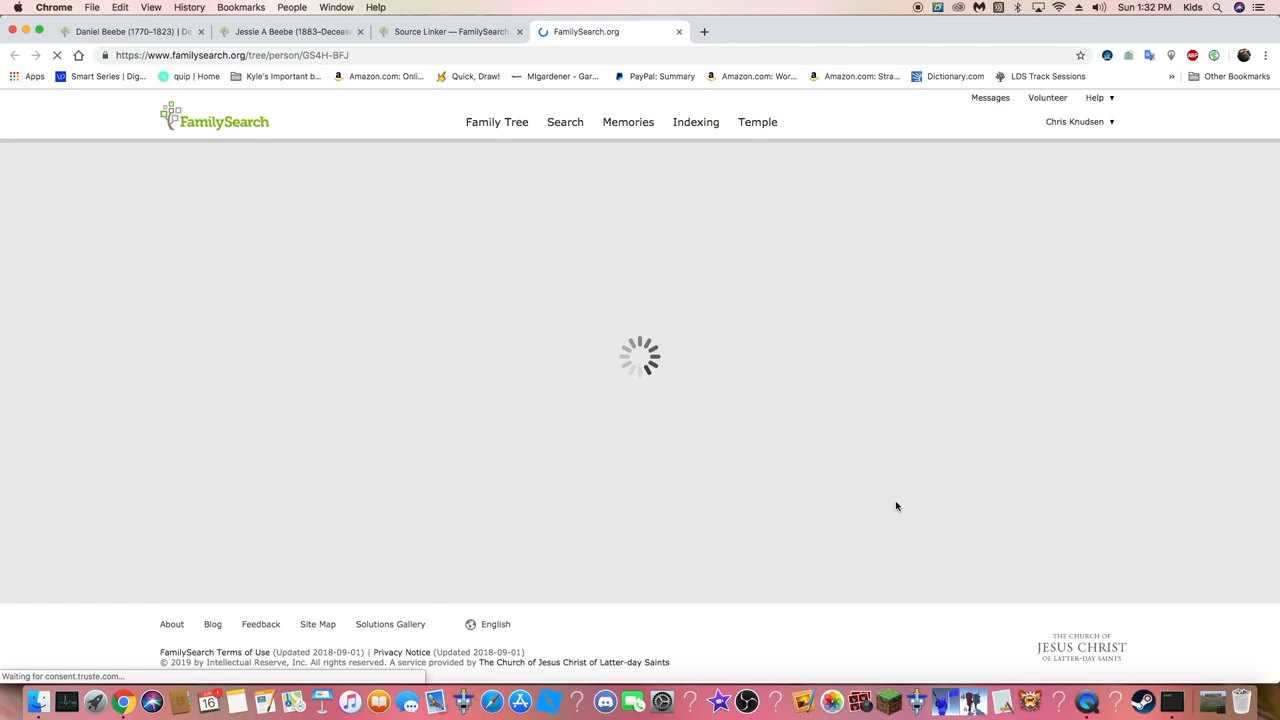 Chrome File Edit View History Bookmarks People Window Help Sun 1:32 PM Kids
Daniel Beebe (1770–1823) | De Jessie A Beebe (1883–Deceas Source Linker — FamilySearch FamilySearch.org
https://www.familysearch.org/tree/person/GS4H-BFJ
Apps Smart Series | Dig... quip | Home Kyle's Important b... Amazon.com: Onli... Quick, Draw! MIgardener - Gar... PayPal: Summary Amazon.com: Wor... Amazon.com: Stra... Dictionary.com LDS Track Sessions » Other Bookmarks
Messages Volunteer Help ▼
FamilySearch Family Tree Search Memories Indexing Temple Chris Knudsen ▼
About Blog Feedback Site Map Solutions Gallery English
FamilySearch Terms of Use (Updated 2018-09-01) | Privacy Notice (Updated 2018-09-01)
© 2019 by Intellectual Reserve, Inc. All rights reserved. A service provided by The Church of Jesus Christ of Latter-day Saints
THE CHURCH OF
JESUS CHRIST
OF LATTER-DAY SAINTS
Waiting for consent.truste.com...
16